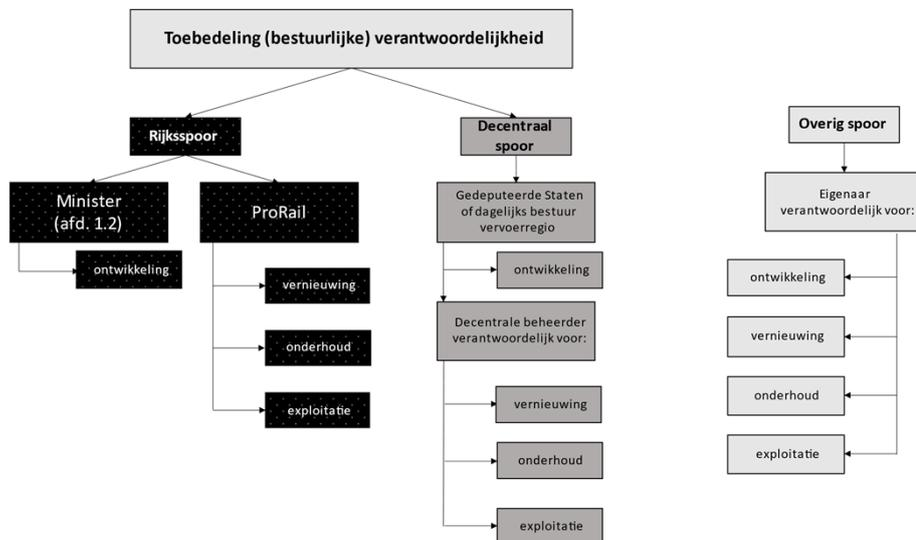 Toebedeling (bestuurlijke) verantwoordelijkheid
Rijksspoor
Minister
(afd. 1.2)
ontwikkeling
ProRail
vernieuwing
onderhoud
exploitatie
Decentraal
spoor
Gedeputeerde Staten
of dagelijks bestuur
vervoerregio
ontwikkeling
Decentrale beheerder
verantwoordelijk voor:
vernieuwing
onderhoud
exploitatie
Overig spoor
Eigenaar
verantwoordelijk voor:
ontwikkeling
vernieuwing
onderhoud
exploitatie